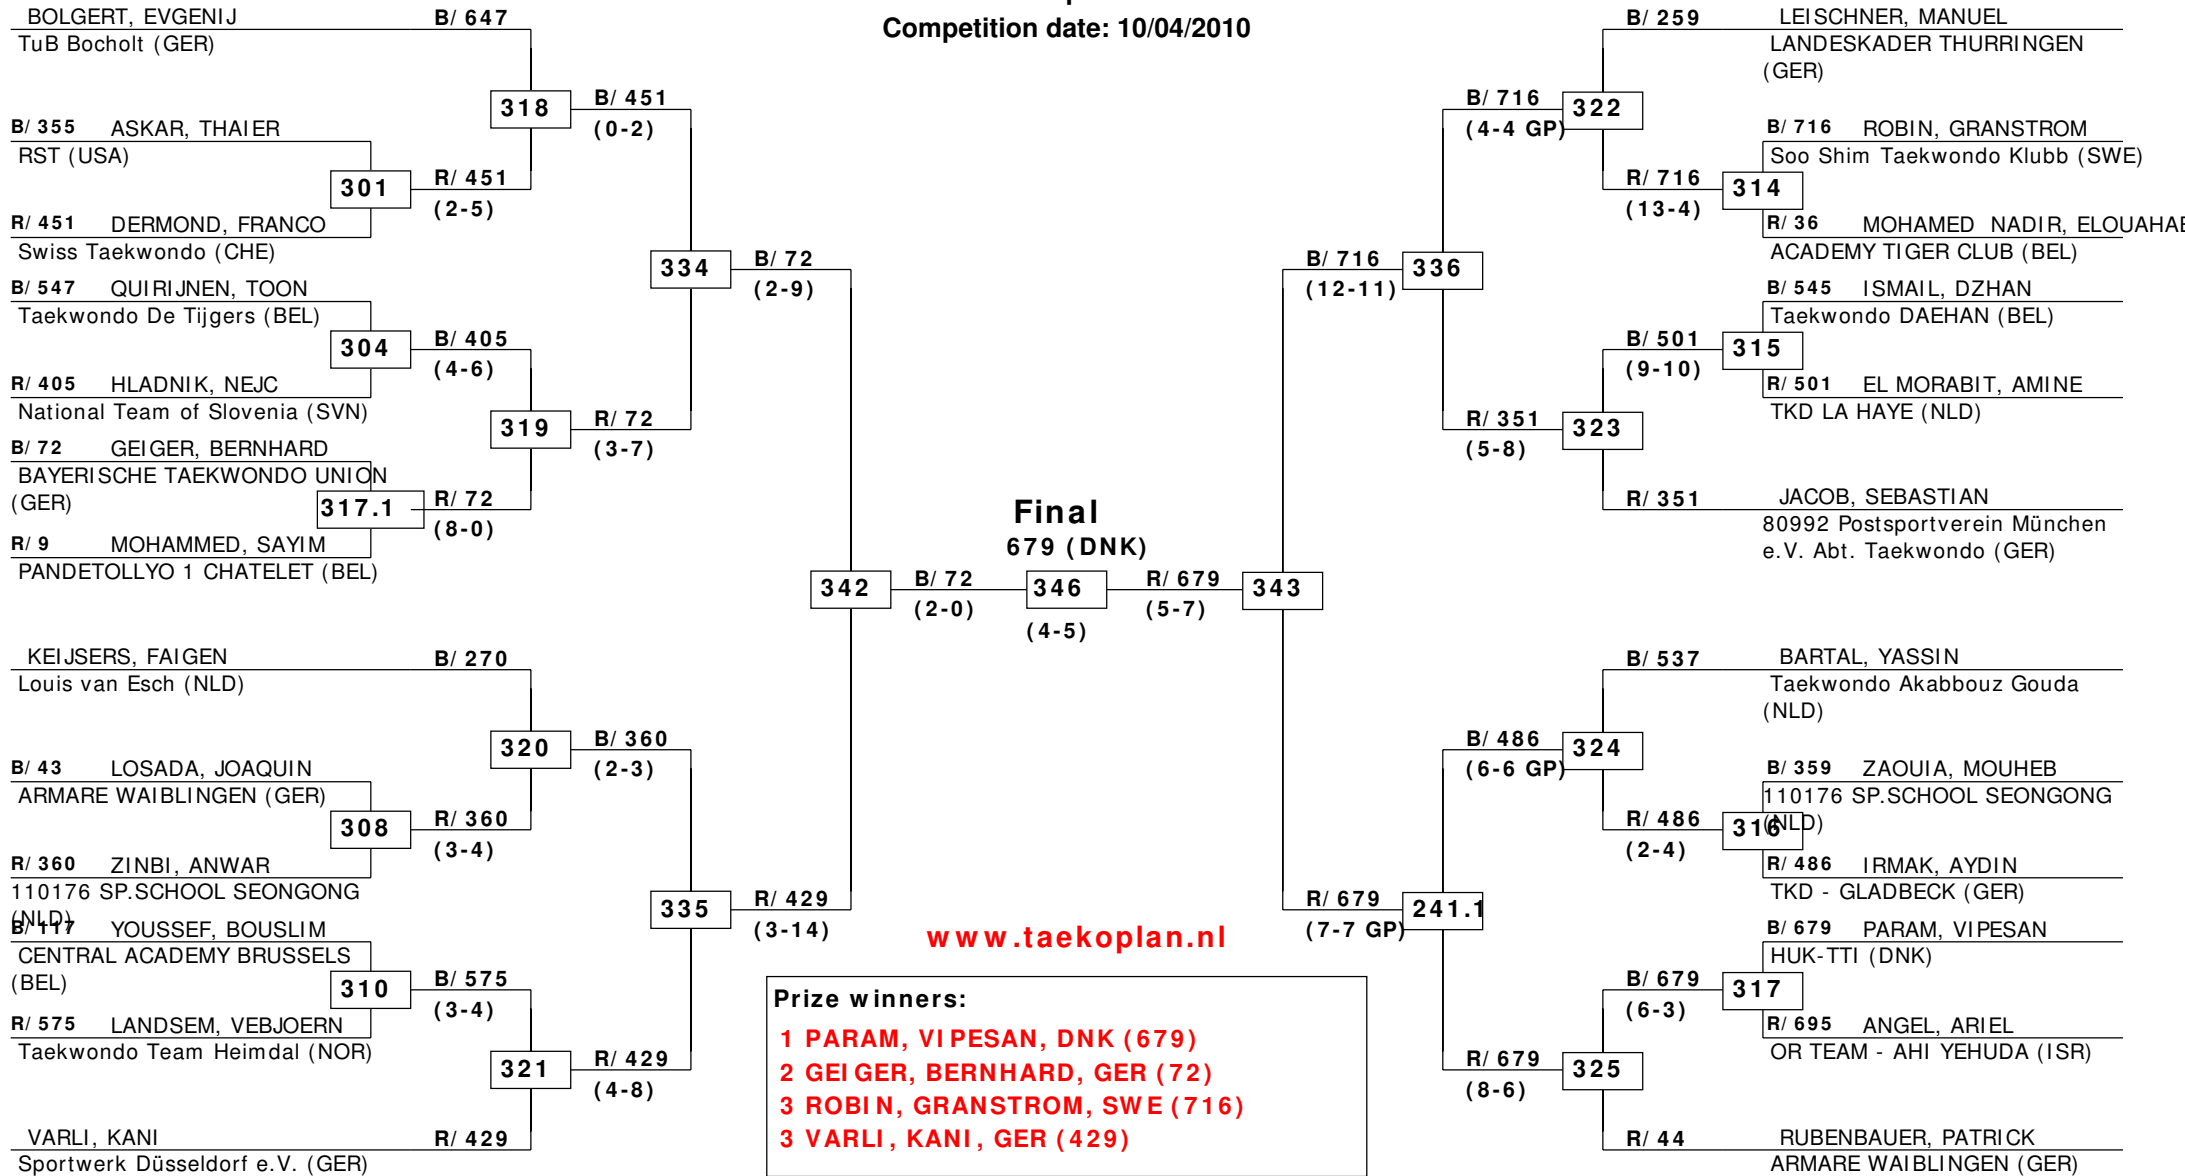 Competition date: 10/04/2010
BOLGERT, EVGENIJ
B/ 647
TuB Bocholt (GER)
318
B/ 451
(0-2)
B/ 355 ASKAR, THAIER
RST (USA)
301
R/ 451
(2-5)
R/ 451 DERMOND, FRANCO
Swiss Taekwondo (CHE)
334
B/ 72
(2-9)
B/ 547 QUIRIJNEN, TOON
Taekwondo De Tijgers (BEL)
304
B/ 405
(4-6)
R/ 405 HLADNIK, NEJC
National Team of Slovenia (SVN)
319
R/ 72
(3-7)
B/ 72 GEIGER, BERNHARD
BAYERISCHE TAEKWONDO UNION
(GER)
317.1
R/ 72
(8-0)
R/ 9 MOHAMMED, SAYIM
PANDETOLLYO 1 CHATELET (BEL)
342
B/ 72
(2-0)
Final
679 (DNK)
346
(4-5)
R/ 679
(5-7)
343
KEIJSERS, FAIGEN
B/ 270
Louis van Esch (NLD)
320
B/ 360
(2-3)
B/ 43 LOSADA, JOAQUIN
ARMARE WAIBLINGEN (GER)
308
R/ 360
(3-4)
R/ 360 ZINBI, ANWAR
110176 SP.SCHOOL SEONGONG
(NLD)
335
R/ 429
(3-14)
B/ 117 YOUSSEF, BOUSLIM
CENTRAL ACADEMY BRUSSELS
(BEL)
310
B/ 575
(3-4)
R/ 575 LANDSEM, VEBJOERN
Taekwondo Team Heimdal (NOR)
321
R/ 429
(4-8)
VARLI, KANI
R/ 429
Sportwerk Düsseldorf e.V. (GER)
B/ 259 LEISCHNER, MANUEL
LANDESKADER THURRINGEN
(GER)
B/ 716
(4-4 GP)
322
B/ 716 ROBIN, GRANSTROM
Soo Shim Taekwondo Klubb (SWE)
R/ 716
(13-4)
314
R/ 36 MOHAMED NADIR, ELOUAHAB
ACADEMY TIGER CLUB (BEL)
B/ 716
(12-11)
336
B/ 545 ISMAIL, DZHAN
Taekwondo DAEHAN (BEL)
B/ 501
(9-10)
315
R/ 501 EL MORABIT, AMINE
TKD LA HAYE (NLD)
R/ 351
(5-8)
323
R/ 351 JACOB, SEBASTIAN
80992 Postsportverein München
e.V. Abt. Taekwondo (GER)
B/ 537 BARTAL, YASSIN
Taekwondo Akabbouz Gouda
(NLD)
B/ 486
(6-6 GP)
324
B/ 359 ZAOUIA, MOUHEB
110176 SP.SCHOOL SEONGONG
(NLD)
R/ 486
(2-4)
316
R/ 486 IRMAK, AYDIN
TKD - GLADBECK (GER)
R/ 679
(7-7 GP)
241.1
B/ 679 PARAM, VIPESAN
HUK-TTI (DNK)
B/ 679
(6-3)
317
R/ 695 ANGEL, ARIEL
OR TEAM - AHI YEHUDA (ISR)
R/ 679
(8-6)
325
R/ 44 RUBENBAUER, PATRICK
ARMARE WAIBLINGEN (GER)
www.taekoplan.nl
Prize winners:
1 PARAM, VIPESAN, DNK (679)
2 GEIGER, BERNHARD, GER (72)
3 ROBIN, GRANSTROM, SWE (716)
3 VARLI, KANI, GER (429)